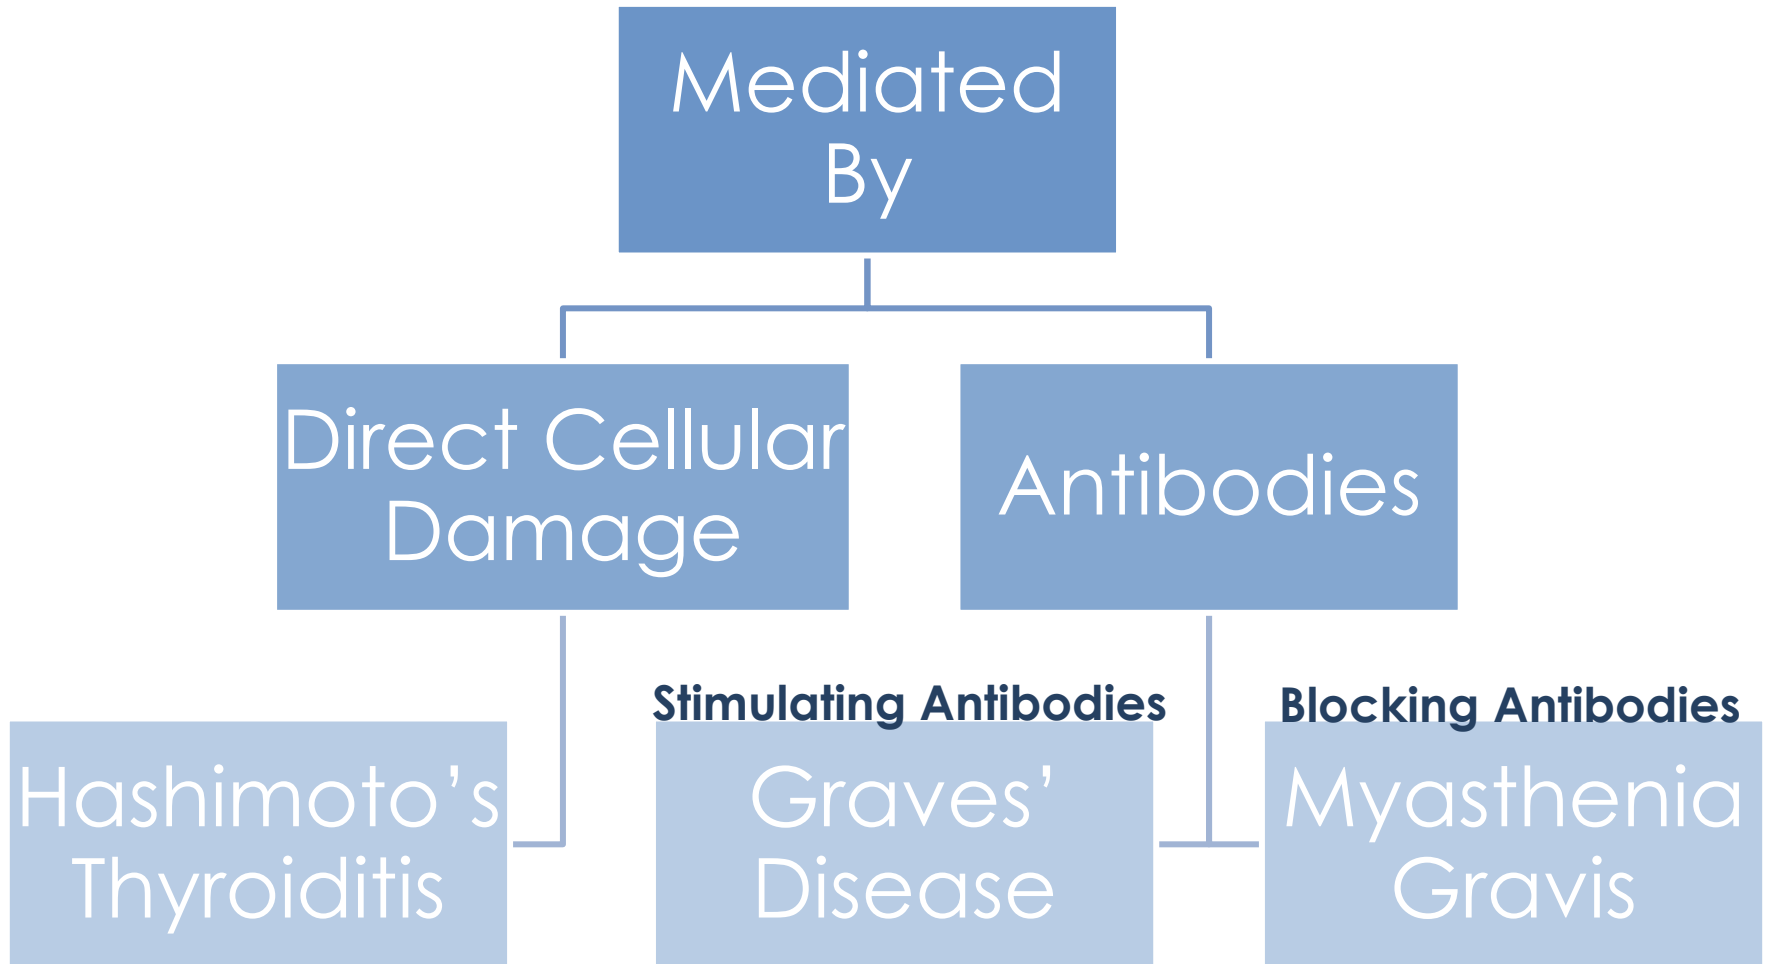 Mediated
By
Direct Cellular
Damage
Antibodies
Hashimoto’s
Thyroiditis
Stimulating Antibodies
Graves’
Disease
Blocking Antibodies
Myasthenia
Gravis